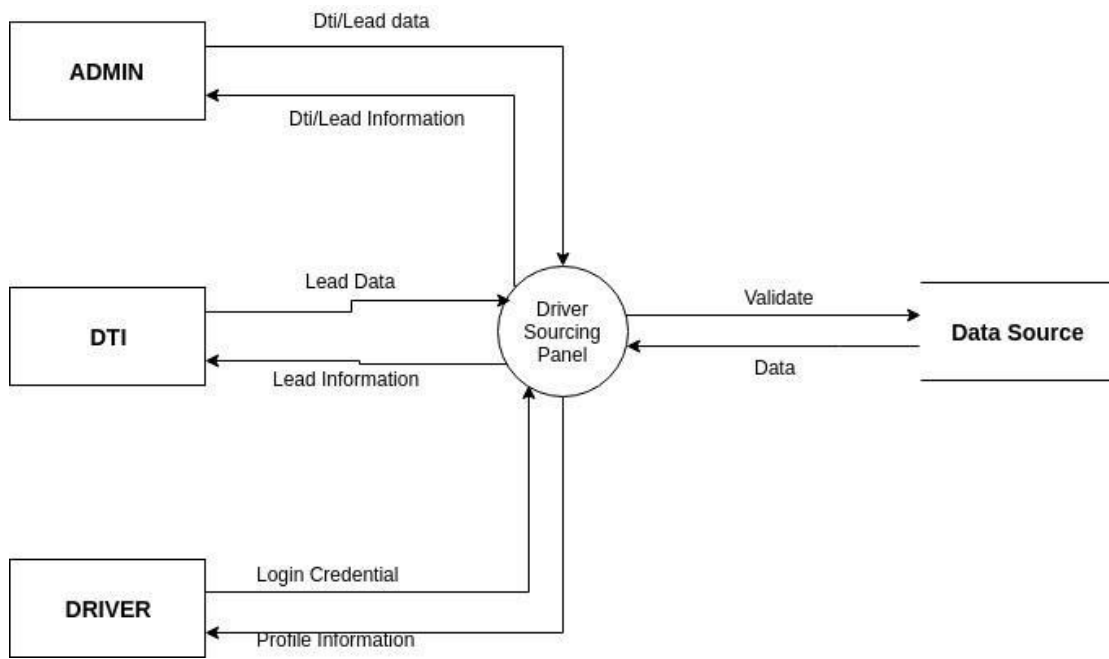 Dti/Lead data
ADMIN
Dti/Lead Information
Lead Data
DTI
Lead Information
Driver
Sourcing
Panel
Validate
Data Source
Data
Login Credential
DRIVER
Profile Information